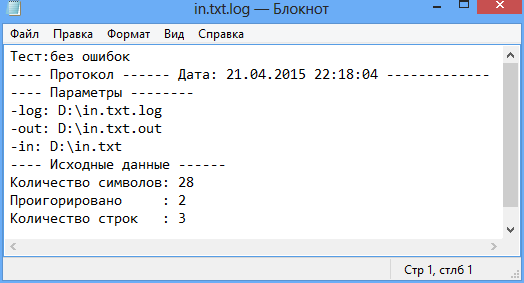 in.txt.log — Блокнот
Файл Правка Формат Вид Справка
Тест:без ошибок
---- Протокол ------ Дата: 21.04.2015 22:18:04 -------------
---- Параметры --------
-log: D:\in.txt.log
-out: D:\in.txt.out
-in: D:\in.txt
---- Исходные данные ------
Количество символов: 28
Проигорировано     : 2
Количество строк   : 3
Стр 1, стлб 1